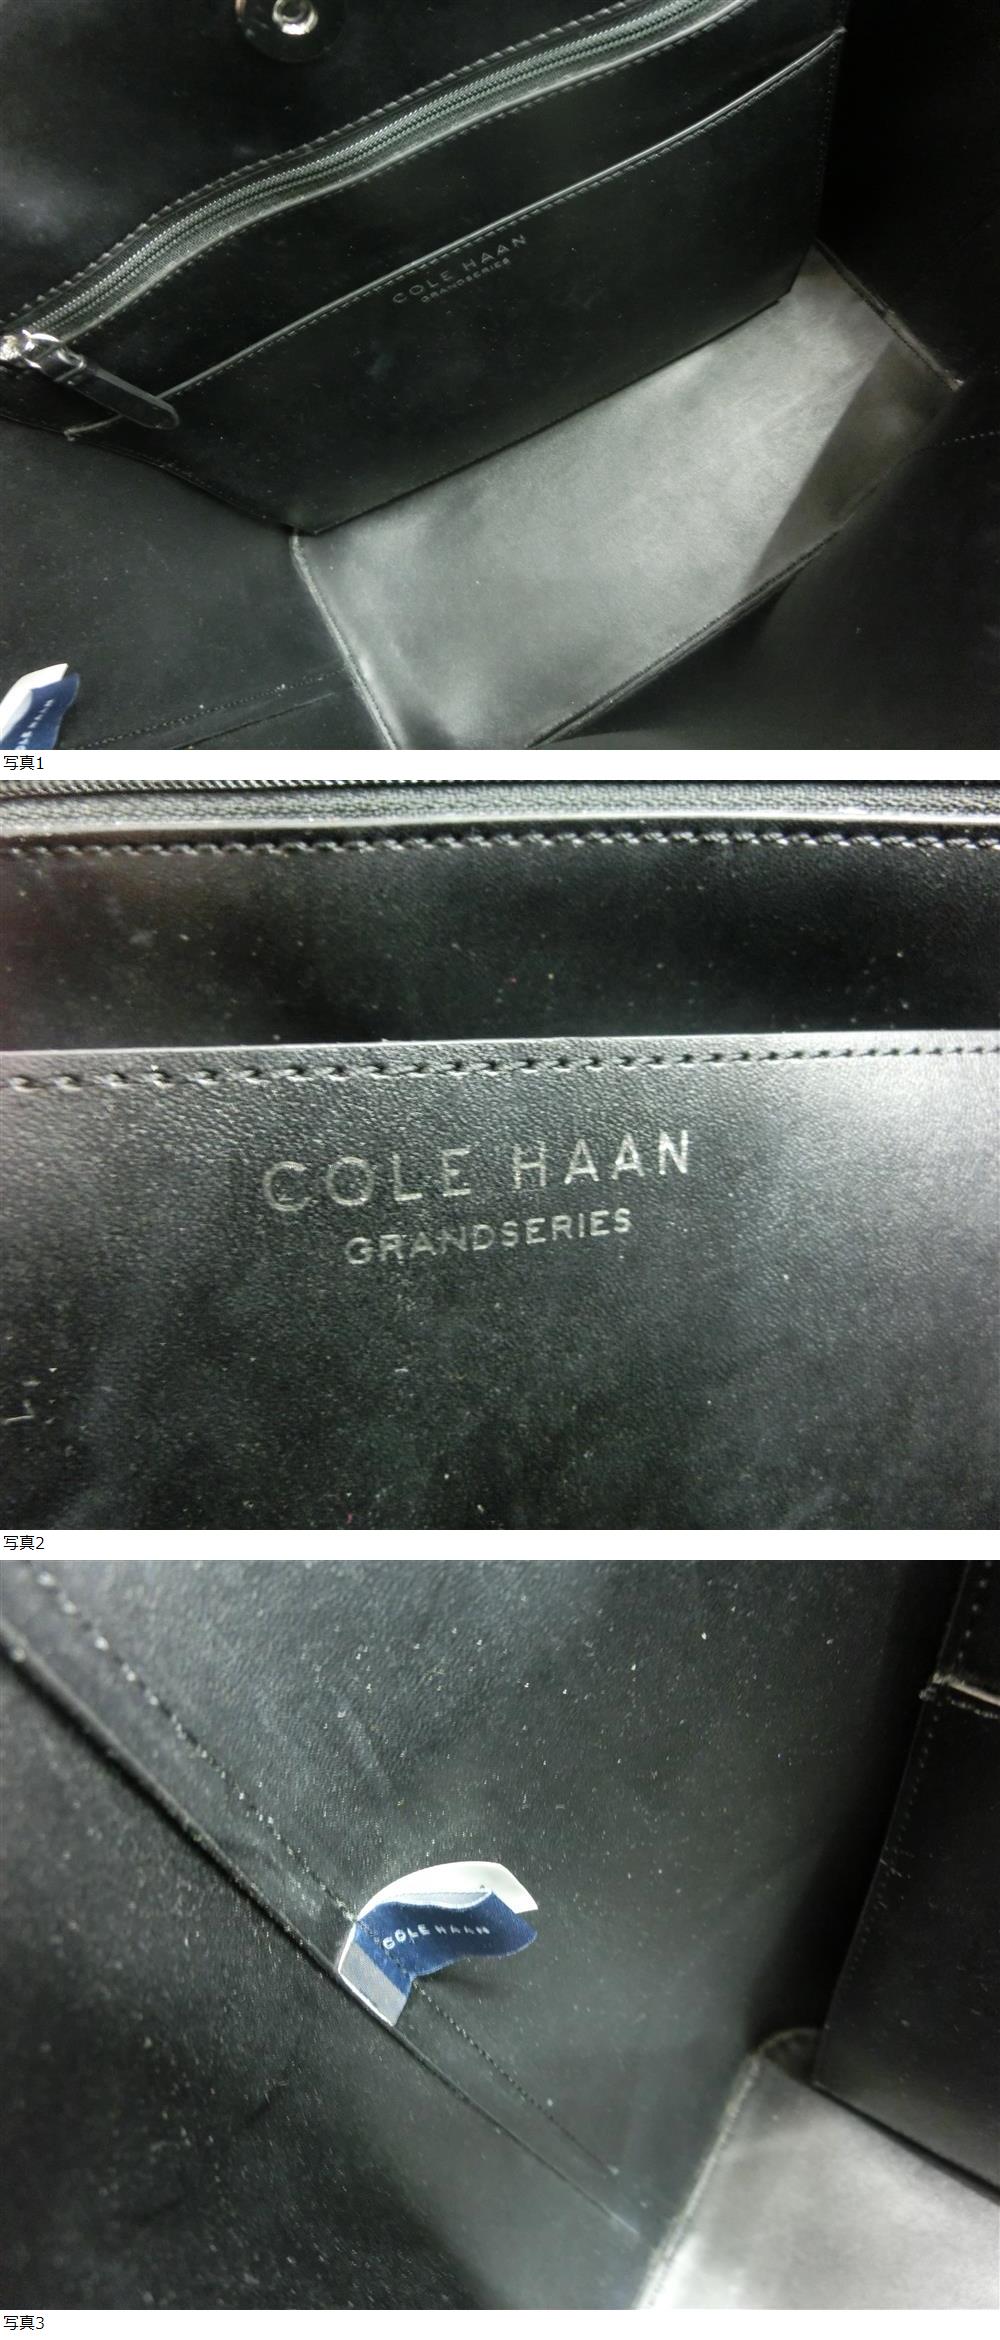 COLE HAAN
GRANDSERIES
写真1
COLE HAAN
GRANDSERIES
写真2
COLE HAAN
写真3